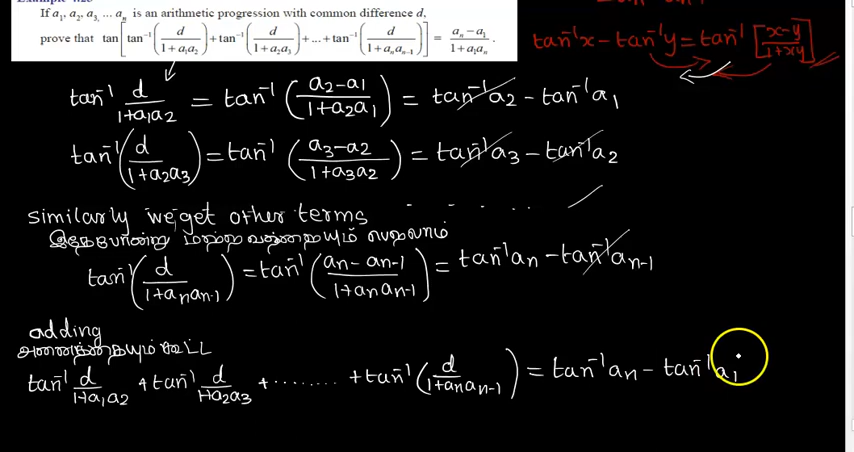 If a₁, a₂, a₃, ... aₙ is an arithmetic progression with common difference d,
prove that tan[tan⁻¹(d/(1+a₁a₂)) + tan⁻¹(d/(1+a₂a₃)) + ... + tan⁻¹(d/(1+aₙaₙ₋₁))] = (aₙ − a₁)/(1+a₁aₙ).
tan⁻¹x − tan⁻¹y = tan⁻¹[(x−y)/(1+xy)]
tan⁻¹ d/(1+a₁a₂) = tan⁻¹((a₂−a₁)/(1+a₂a₁)) = tan⁻¹a₂ − tan⁻¹a₁
tan⁻¹(d/(1+a₂a₃)) = tan⁻¹((a₃−a₂)/(1+a₃a₂)) = tan⁻¹a₃ − tan⁻¹a₂
similarly we get other terms - - - - . . .
இதேபோன்று மற்றவற்றையும் பெறலாம்
tan⁻¹(d/(1+aₙaₙ₋₁)) = tan⁻¹((aₙ − aₙ₋₁)/(1+aₙaₙ₋₁)) = tan⁻¹aₙ − tan⁻¹aₙ₋₁
adding
அனைத்தையும் கூட்ட
tan⁻¹ d/(1+a₁a₂) + tan⁻¹ d/(1+a₂a₃) + ........ + tan⁻¹(d/(1+aₙaₙ₋₁)) = tan⁻¹aₙ − tan⁻¹a₁